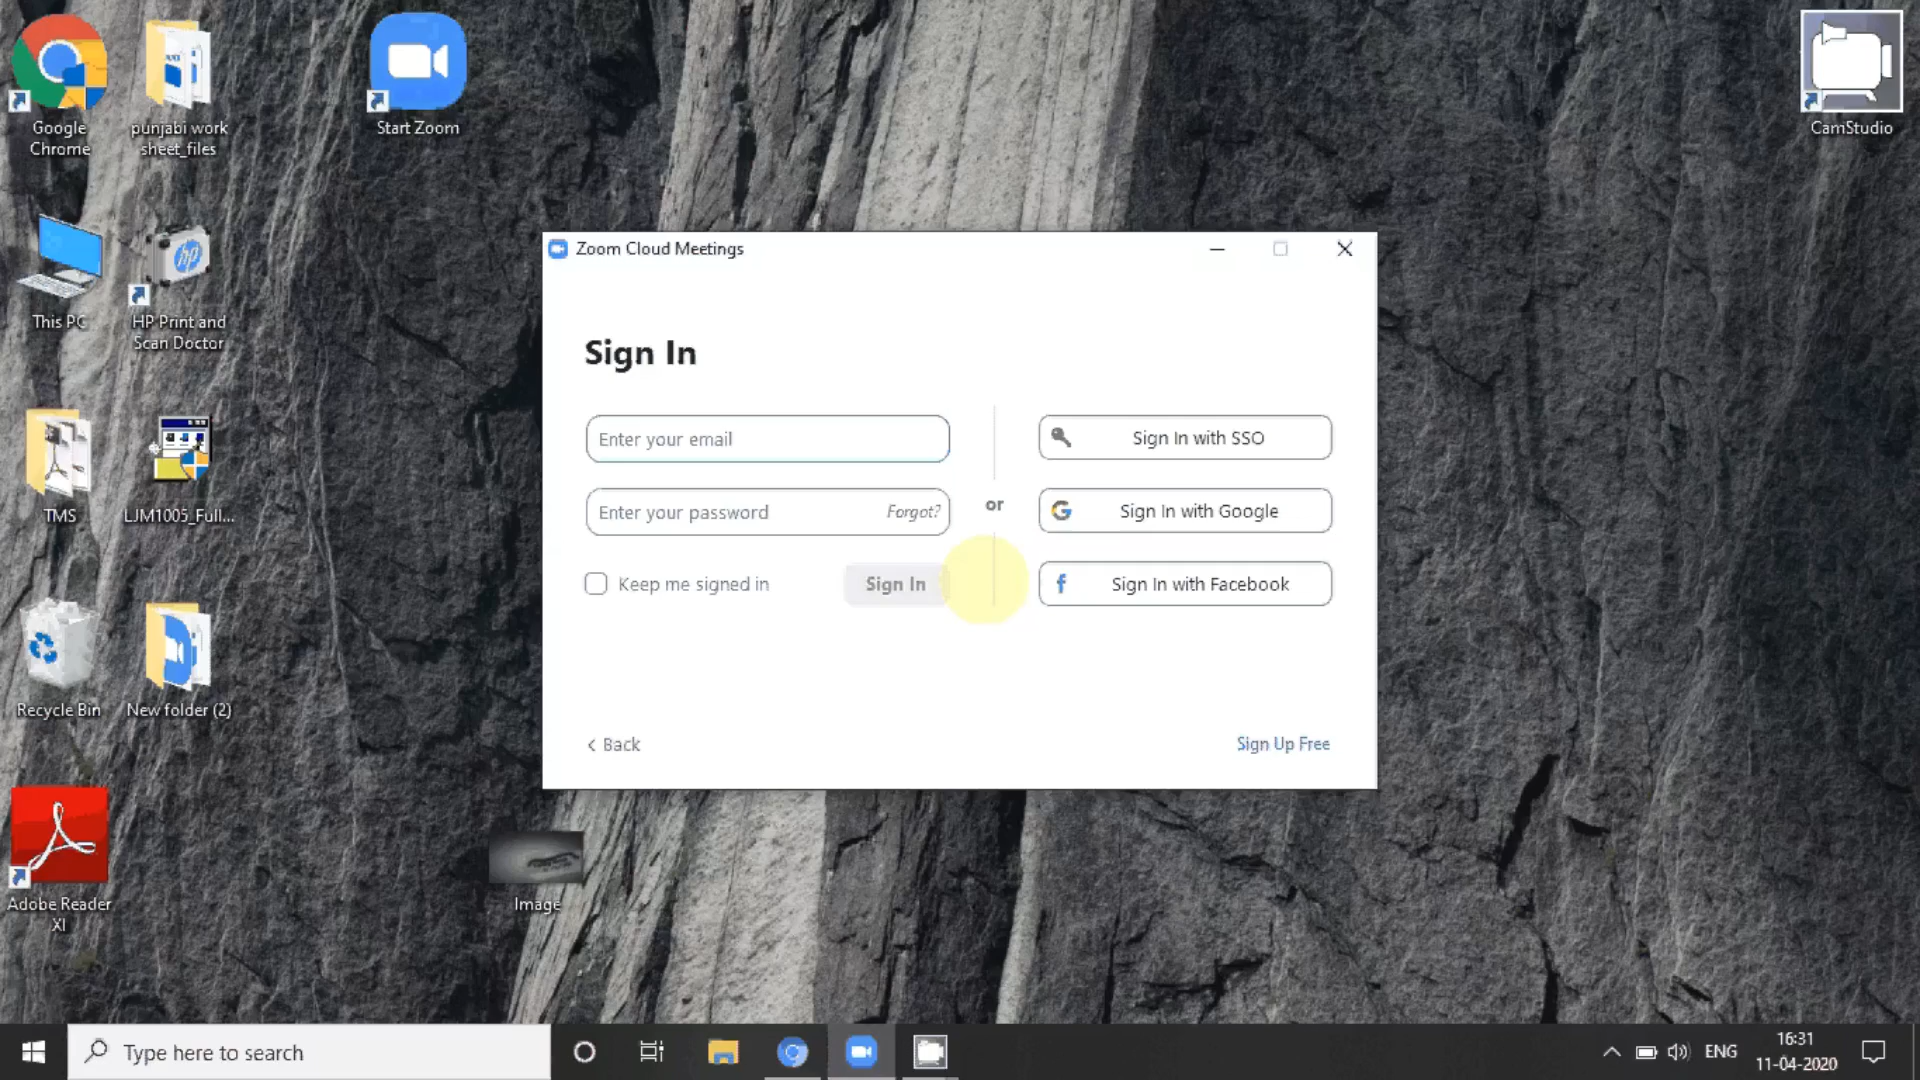 Google
Chrome
punjabi work
sheet_files
Start Zoom
CamStudio
This PC
HP Print and
Scan Doctor
TMS
LJM1005_Full...
Recycle Bin
New folder (2)
Adobe Reader
XI
Image
Zoom Cloud Meetings
Sign In
Enter your email
Enter your password
Forgot?
Keep me signed in
Sign In
or
Sign In with SSO
Sign In with Google
Sign In with Facebook
< Back
Sign Up Free
Type here to search
ENG
16:31
11-04-2020